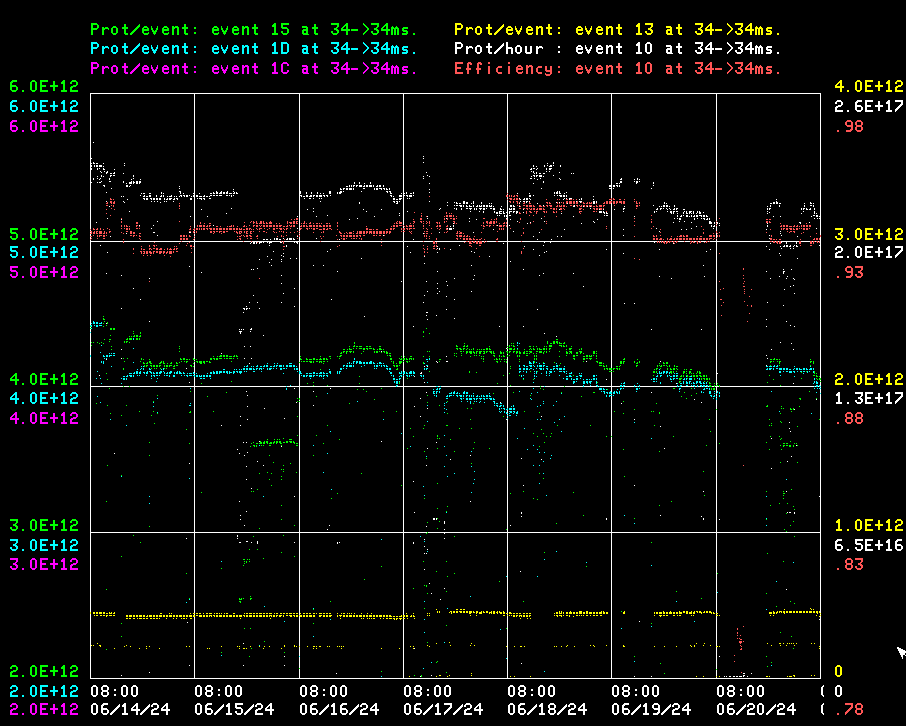 Prot/event: event 15 at 34->34ms. Prot/event: event 13 at 34->34ms.
Prot/event: event 1D at 34->34ms. Prot/hour : event 10 at 34->34ms.
Prot/event: event 1C at 34->34ms. Efficiency: event 10 at 34->34ms.
6.0E+12 4.0E+12
6.0E+12 2.6E+17
6.0E+12 .98
5.0E+12 3.0E+12
5.0E+12 2.0E+17
5.0E+12 .93
4.0E+12 2.0E+12
4.0E+12 1.3E+17
4.0E+12 .88
3.0E+12 1.0E+12
3.0E+12 6.5E+16
3.0E+12 .83
2.0E+12 0
2.0E+12 08:00 08:00 08:00 08:00 08:00 08:00 08:00 0
2.0E+12 06/14/24 06/15/24 06/16/24 06/17/24 06/18/24 06/19/24 06/20/24 .78